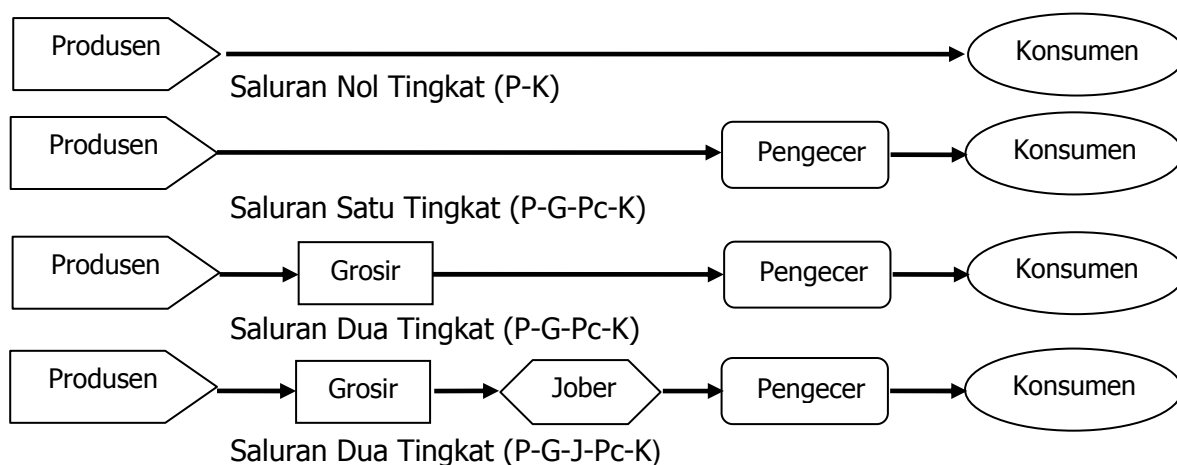 Produsen
Konsumen
Saluran Nol Tingkat (P-K)
Produsen
Pengecer
Konsumen
Saluran Satu Tingkat (P-G-Pc-K)
Produsen
Grosir
Pengecer
Konsumen
Saluran Dua Tingkat (P-G-Pc-K)
Produsen
Grosir
Jober
Pengecer
Konsumen
Saluran Dua Tingkat (P-G-J-Pc-K)